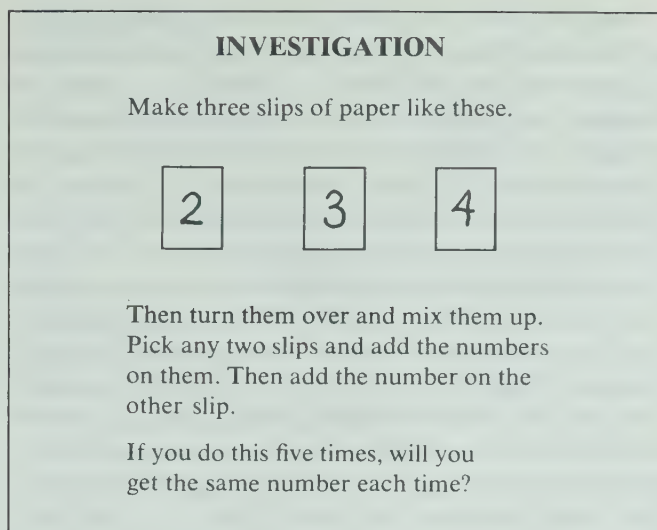 INVESTIGATION
Make three slips of paper like these.
2 3 4
Then turn them over and mix them up.
Pick any two slips and add the numbers
on them. Then add the number on the
other slip.
If you do this five times, will you
get the same number each time?